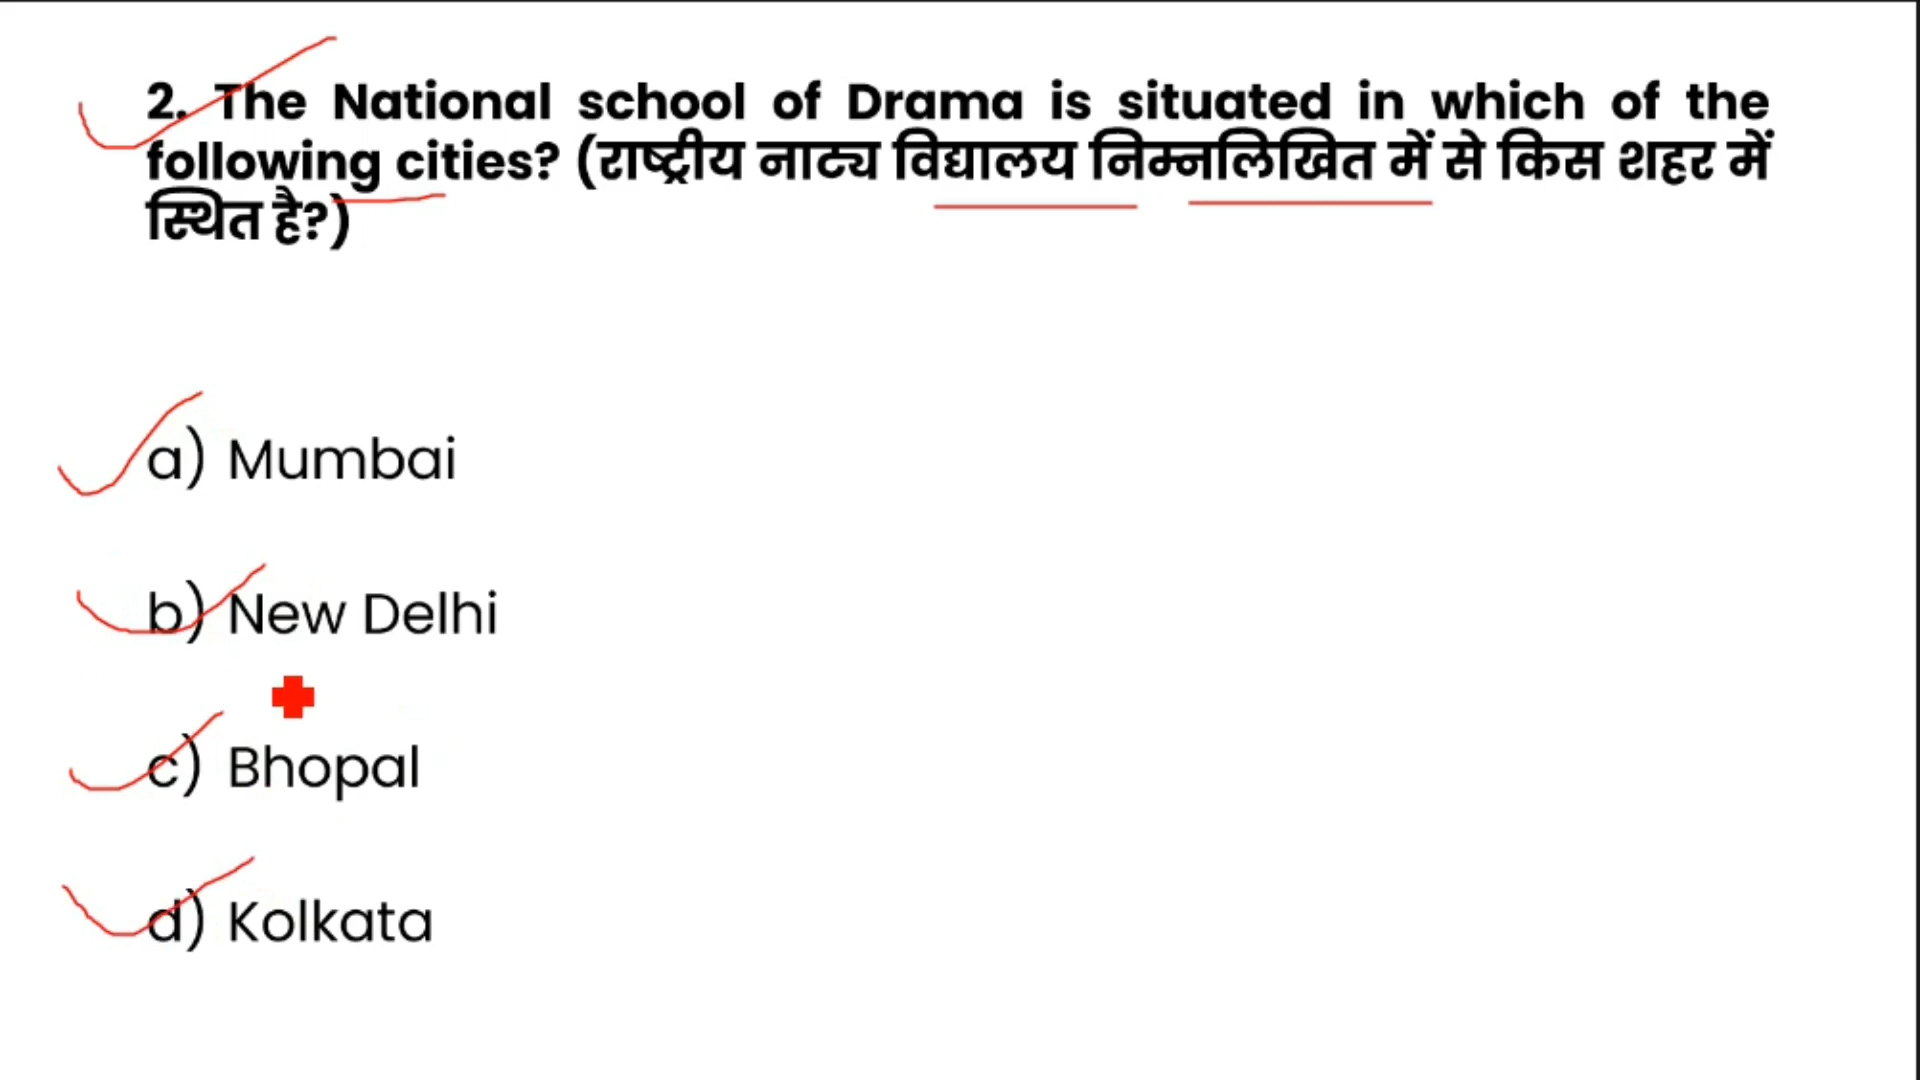 2. The National school of Drama is situated in which of the
following cities? (राष्ट्रीय नाट्य विद्यालय निम्नलिखित में से किस शहर में
स्थित है?)
a) Mumbai
b) New Delhi
c) Bhopal
d) Kolkata